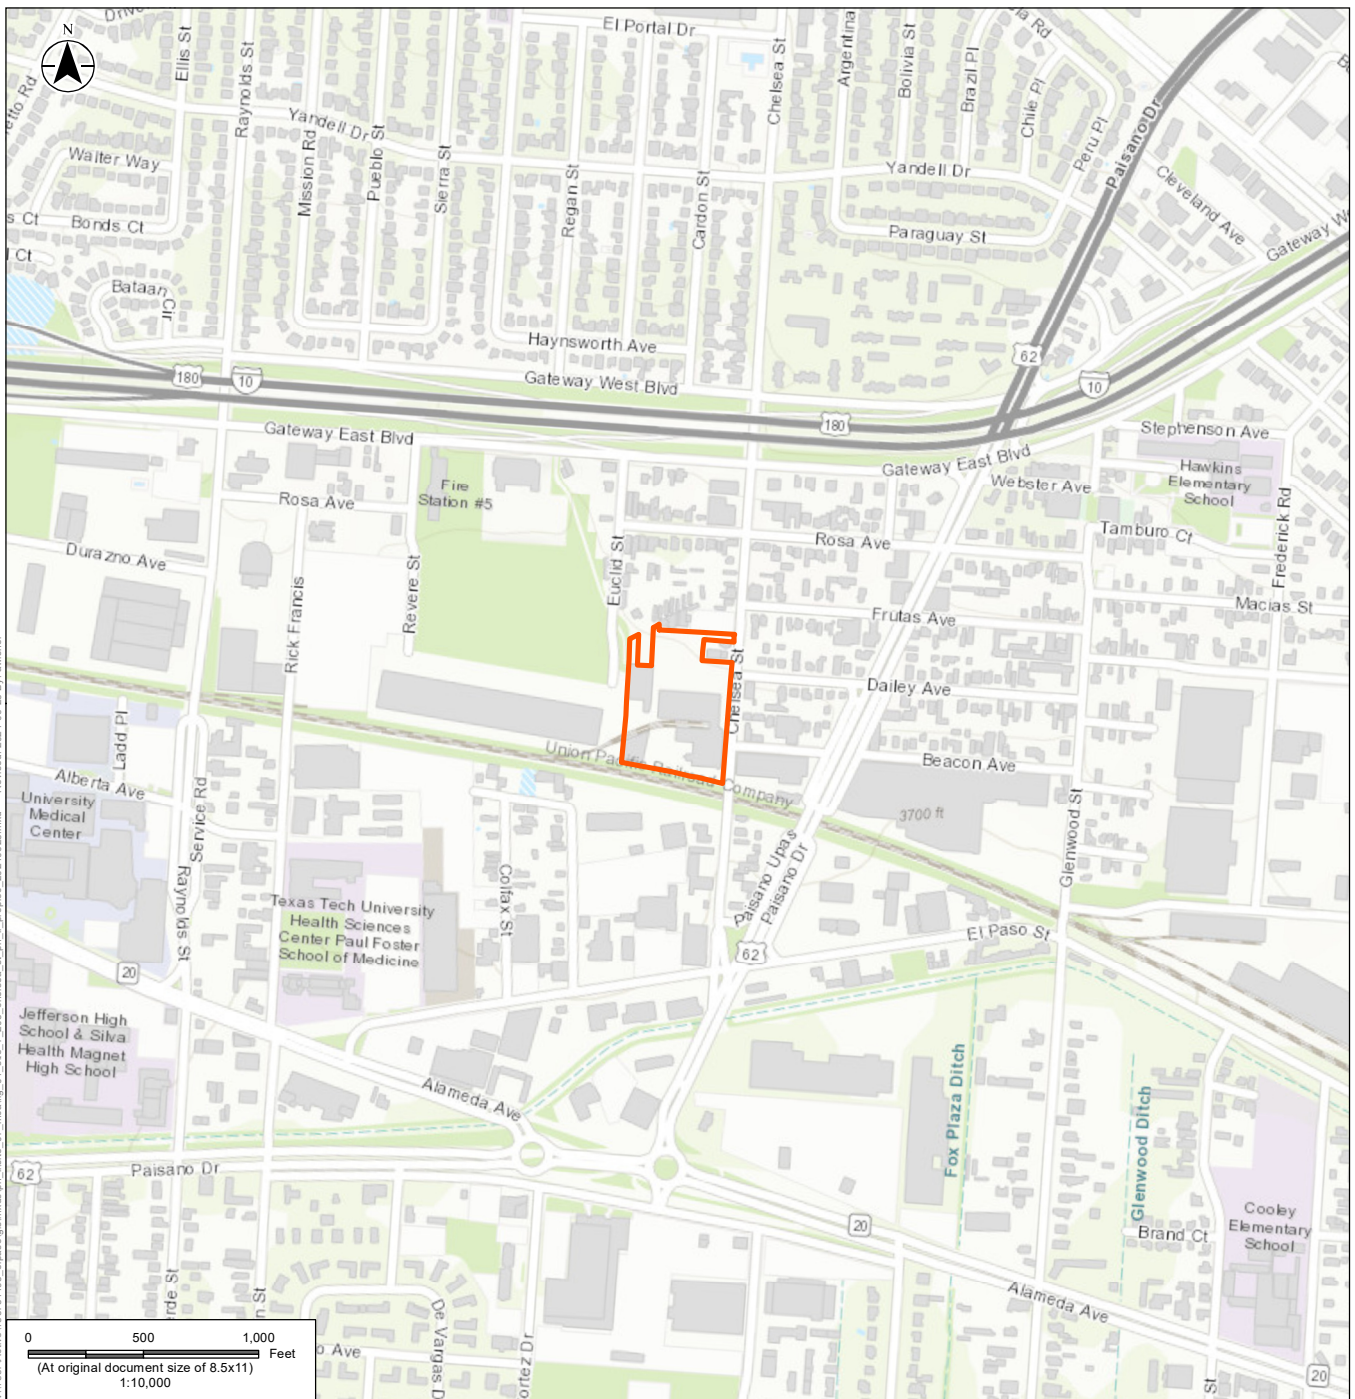 N
El Portal Dr
Ellis St
Raynolds St
Chelsea St
Argentina
Bolivia St
Brazil Pl
Chile Pl
Peru Pl
Paisano Dr
Yandell Dr
Mission Rd
Pueblo St
Sierra St
Walter Way
Regan St
Cardon St
Yandell Dr
Cleveland Ave
Bonds Ct
Paraguay St
Bataan Cir
Haynsworth Ave
Gateway West Blvd
62
180
10
10
180
Gateway East Blvd
Gateway East Blvd
Stephenson Ave
Hawkins
Elementary
School
Webster Ave
Fire
Station #5
Rosa Ave
Rosa Ave
Tamburo Ct
Frederick Rd
Durazno Ave
Euclid St
Revere St
Rick Francis
Frutas Ave
Macias St
Chelsea St
Dailey Ave
Ladd Pl
Union Pacific Railroad Company
Beacon Ave
Alberta Ave
University
Medical
Center
Service Rd
3700 ft
Glenwood St
Raynolds St
Colfax St
Paisano Upas
Paisano Dr
Texas Tech University
Health Sciences
Center Paul Foster
School of Medicine
El Paso St
62
20
Jefferson High
School & Silva
Health Magnet
High School
Alameda Ave
Fox Plaza Ditch
Glenwood Ditch
62
Paisano Dr
20
Brand Ct
Cooley
Elementary
School
Alameda Ave
De Vargas D
20
0 500 1,000
Feet
(At original document size of 8.5x11)
1:10,000